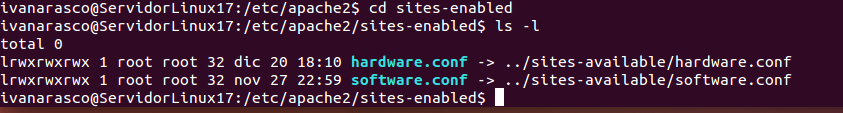 ivanarasco@ServidorLinux17:/etc/apache2$ cd sites-enabled
ivanarasco@ServidorLinux17:/etc/apache2/sites-enabled$ ls -l
total 0
lrwxrwxrwx 1 root root 32 dic 20 18:10 hardware.conf -> ../sites-available/hardware.conf
lrwxrwxrwx 1 root root 32 nov 27 22:59 software.conf -> ../sites-available/software.conf
ivanarasco@ServidorLinux17:/etc/apache2/sites-enabled$